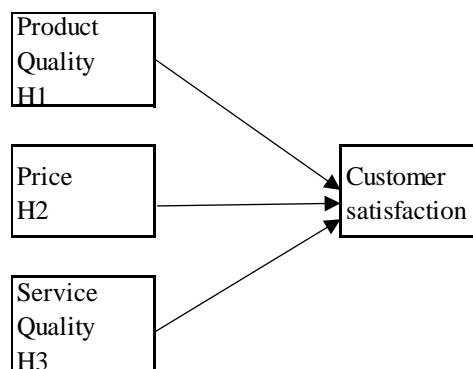 Product
Quality
H1
Price
H2
Customer
satisfaction
Service
Quality
H3